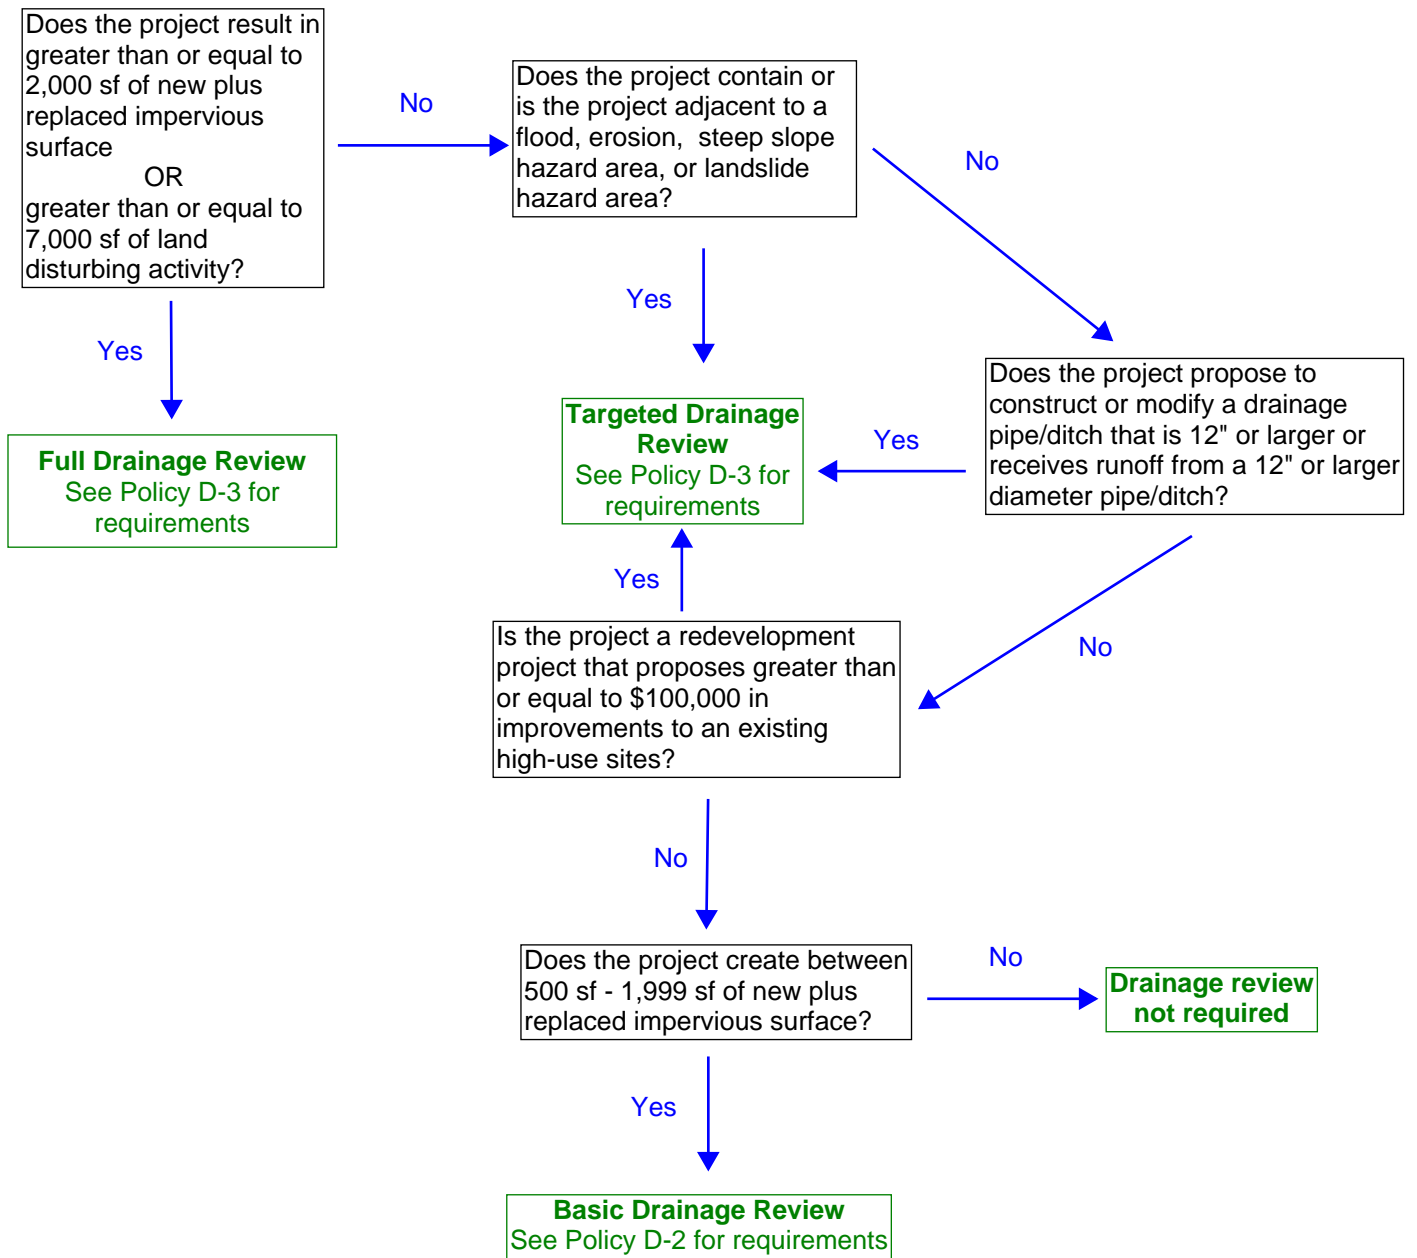 Does the project result in
greater than or equal to
2,000 sf of new plus
replaced impervious
surface
OR
greater than or equal to
7,000 sf of land
disturbing activity?
No
Does the project contain or
is the project adjacent to a
flood, erosion, steep slope
hazard area, or landslide
hazard area?
No
Yes
Yes
Full Drainage Review
See Policy D-3 for
requirements
Targeted Drainage
Review
See Policy D-3 for
requirements
Yes
Does the project propose to
construct or modify a drainage
pipe/ditch that is 12" or larger or
receives runoff from a 12" or larger
diameter pipe/ditch?
Yes
No
Is the project a redevelopment
project that proposes greater than
or equal to $100,000 in
improvements to an existing
high-use sites?
No
Does the project create between
500 sf - 1,999 sf of new plus
replaced impervious surface?
No
Drainage review
not required
Yes
Basic Drainage Review
See Policy D-2 for requirements